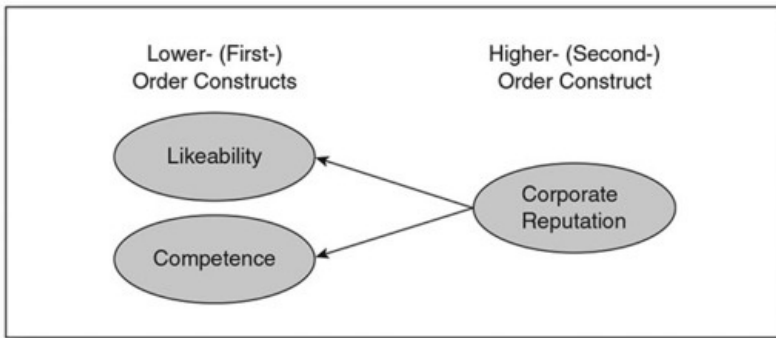 Lower- (First-)
Order Constructs
Higher- (Second-)
Order Construct
Likeability
Corporate
Reputation
Competence